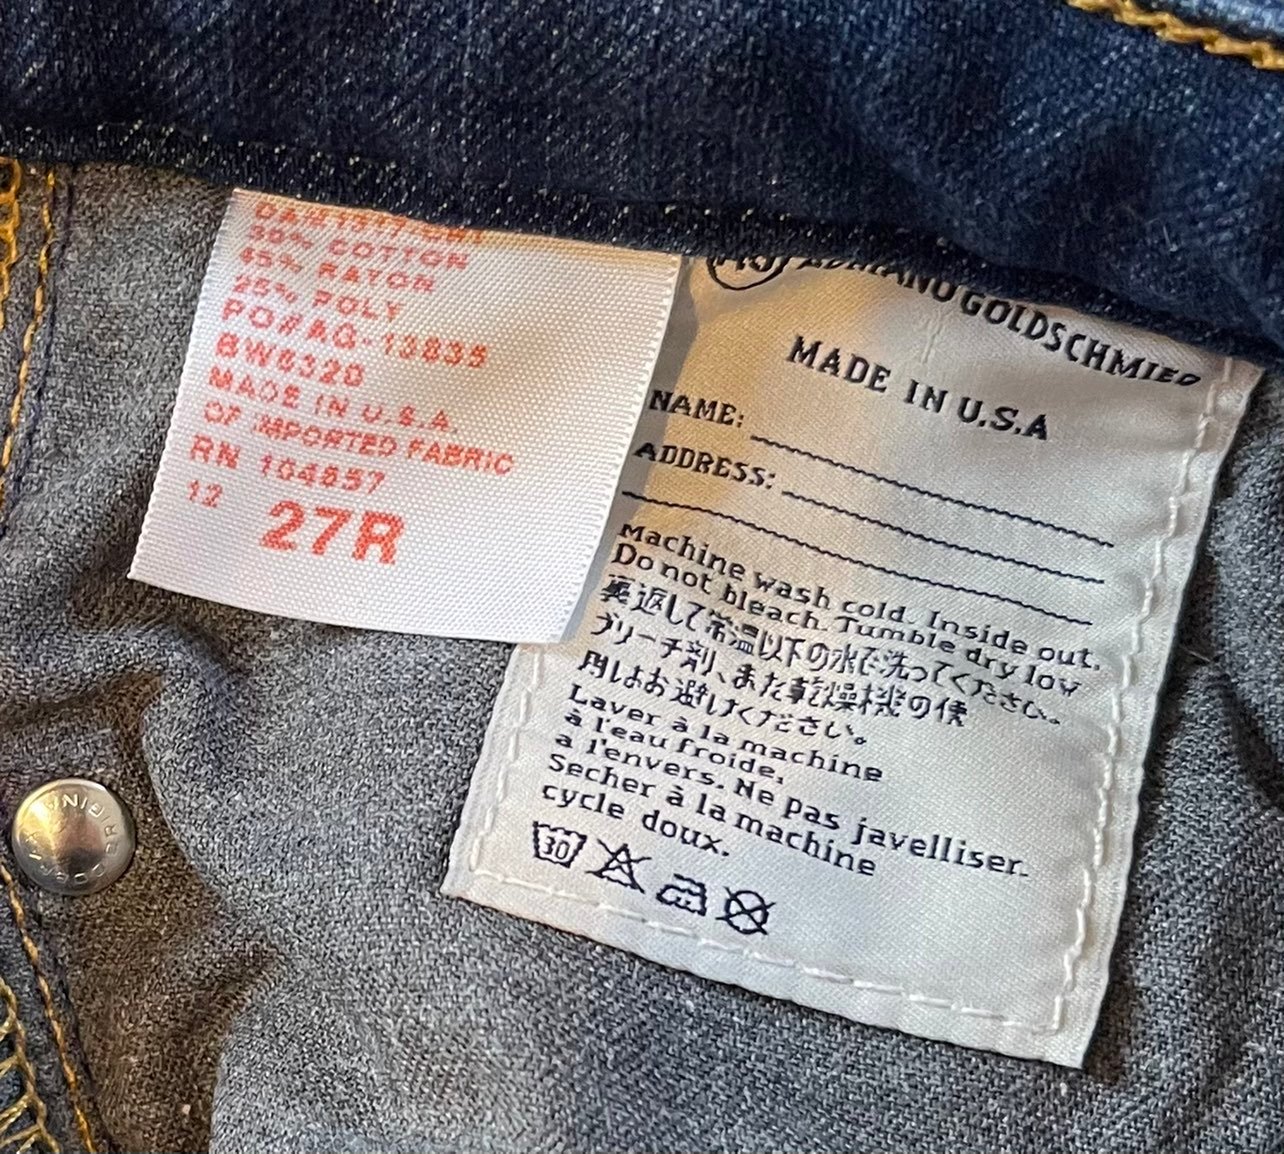 30% COTTON
45% RAYON
25% POLY
PO#AG-13835
BW8320
MADE IN U.S.A.
OF IMPORTED FABRIC
RN 104857
12 27R
AG ADRIANO GOLDSCHMIED
MADE IN U.S.A
NAME:
ADDRESS:
Machine wash cold. Inside out.
Do not bleach. Tumble dry low
裏返して常温以下の水で洗ってください。
ブリーチ剤、また乾燥機の使
用はお避けください。
Laver à la machine
à l'eau froide,
a l'envers. Ne pas javelliser.
Secher à la machine
cycle doux.
30